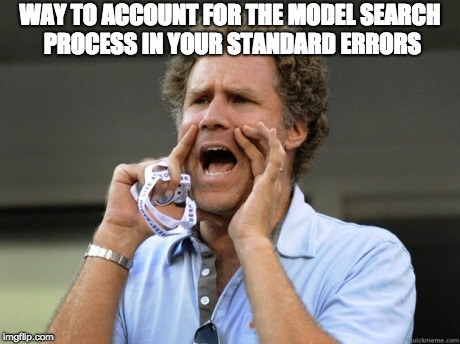 WAY TO ACCOUNT FOR THE MODEL SEARCH
PROCESS IN YOUR STANDARD ERRORS
imgflip.com
quickmeme.com